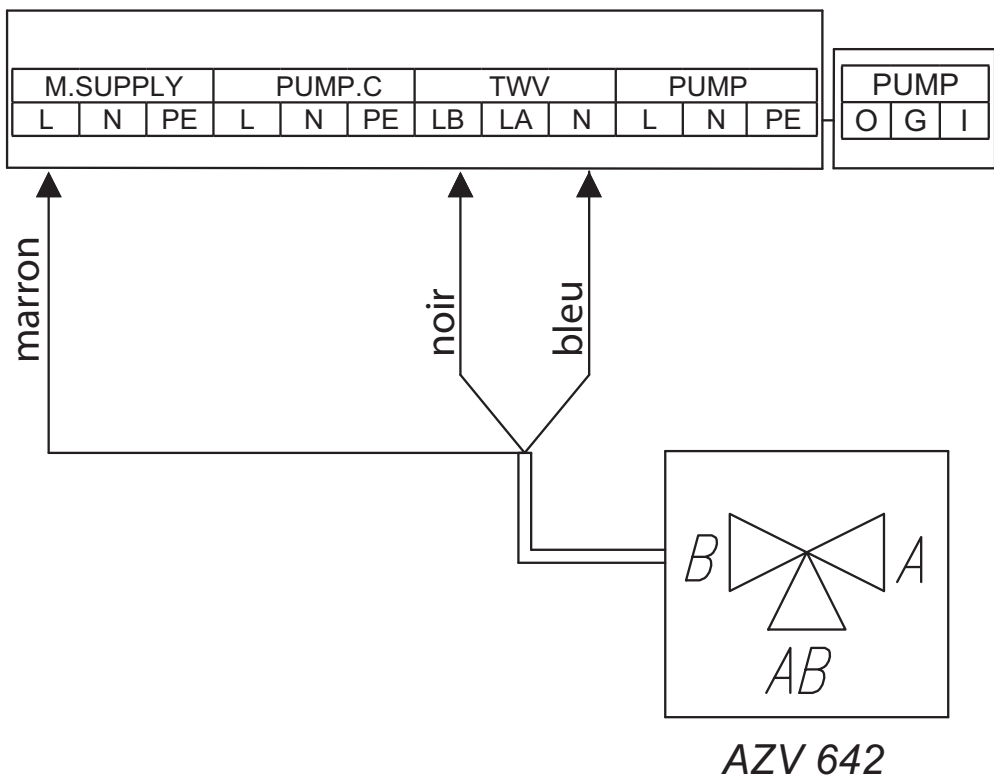 M.SUPPLY PUMP.C TWV PUMP PUMP
L N PE L N PE LB LA N L N PE O G I
marron
noir
bleu
B A
AB
AZV 642